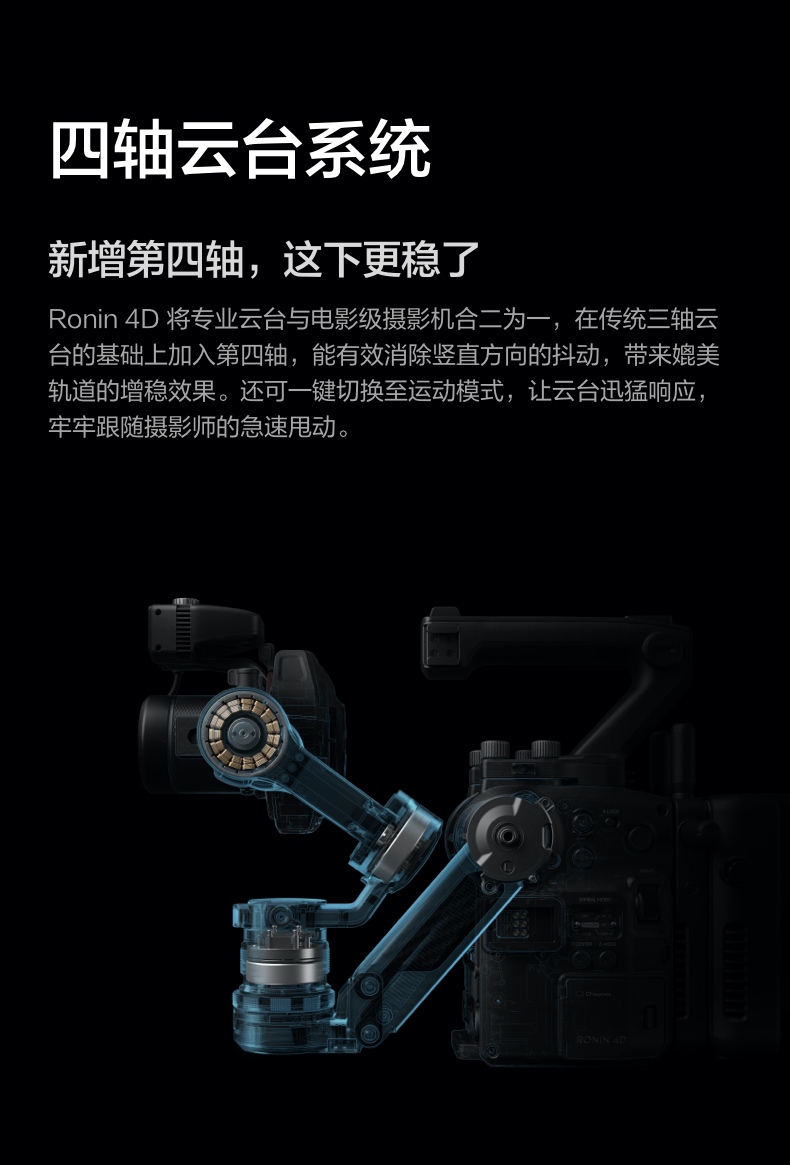 四轴云台系统
新增第四轴，这下更稳了
Ronin 4D 将专业云台与电影级摄影机合二为一，在传统三轴云
台的基础上加入第四轴，能有效消除竖直方向的抖动，带来媲美
轨道的增稳效果。还可一键切换至运动模式，让云台迅猛响应，
牢牢跟随摄影师的急速甩动。
RONIN 4D